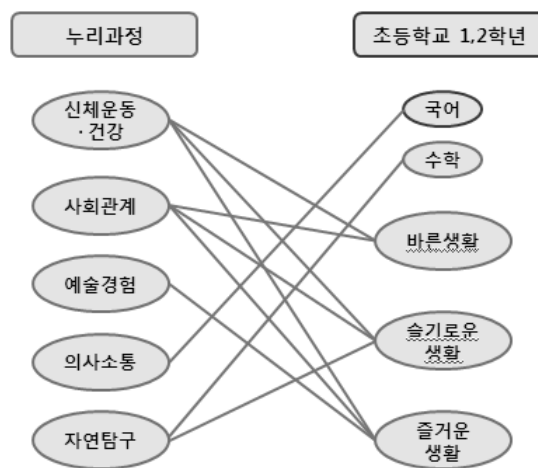 누리과정
초등학교 1,2학년
신체운동
·건강
사회관계
예술경험
의사소통
자연탐구
국어
수학
바른생활
슬기로운
생활
즐거운
생활